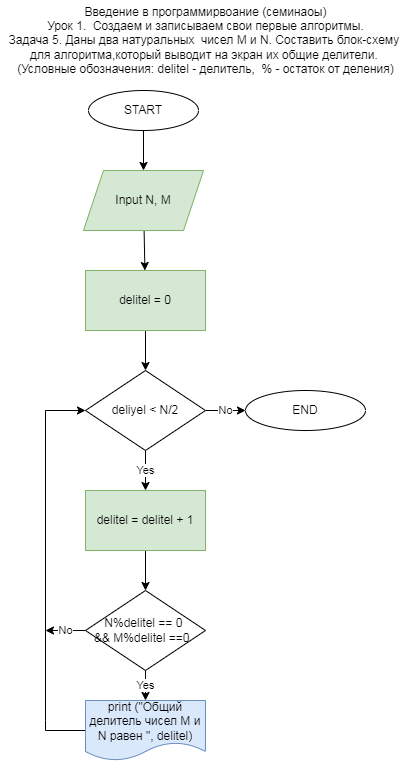 Введение в программирвоание (семинаоы)
Урок 1. Создаем и записываем свои первые алгоритмы.
Задача 5. Даны два натуральных чисел M и N. Составить блок-схему
для алгоритма,который выводит на экран их общие делители.
(Условные обозначения: delitel - делитель, % - остаток от деления)
START
Input N, M
delitel = 0
deliyel < N/2
No
END
Yes
delitel = delitel + 1
N%delitel == 0
&& M%delitel ==0
No
Yes
print ("Общий
делитель чисел M и
N равен ", delitel)